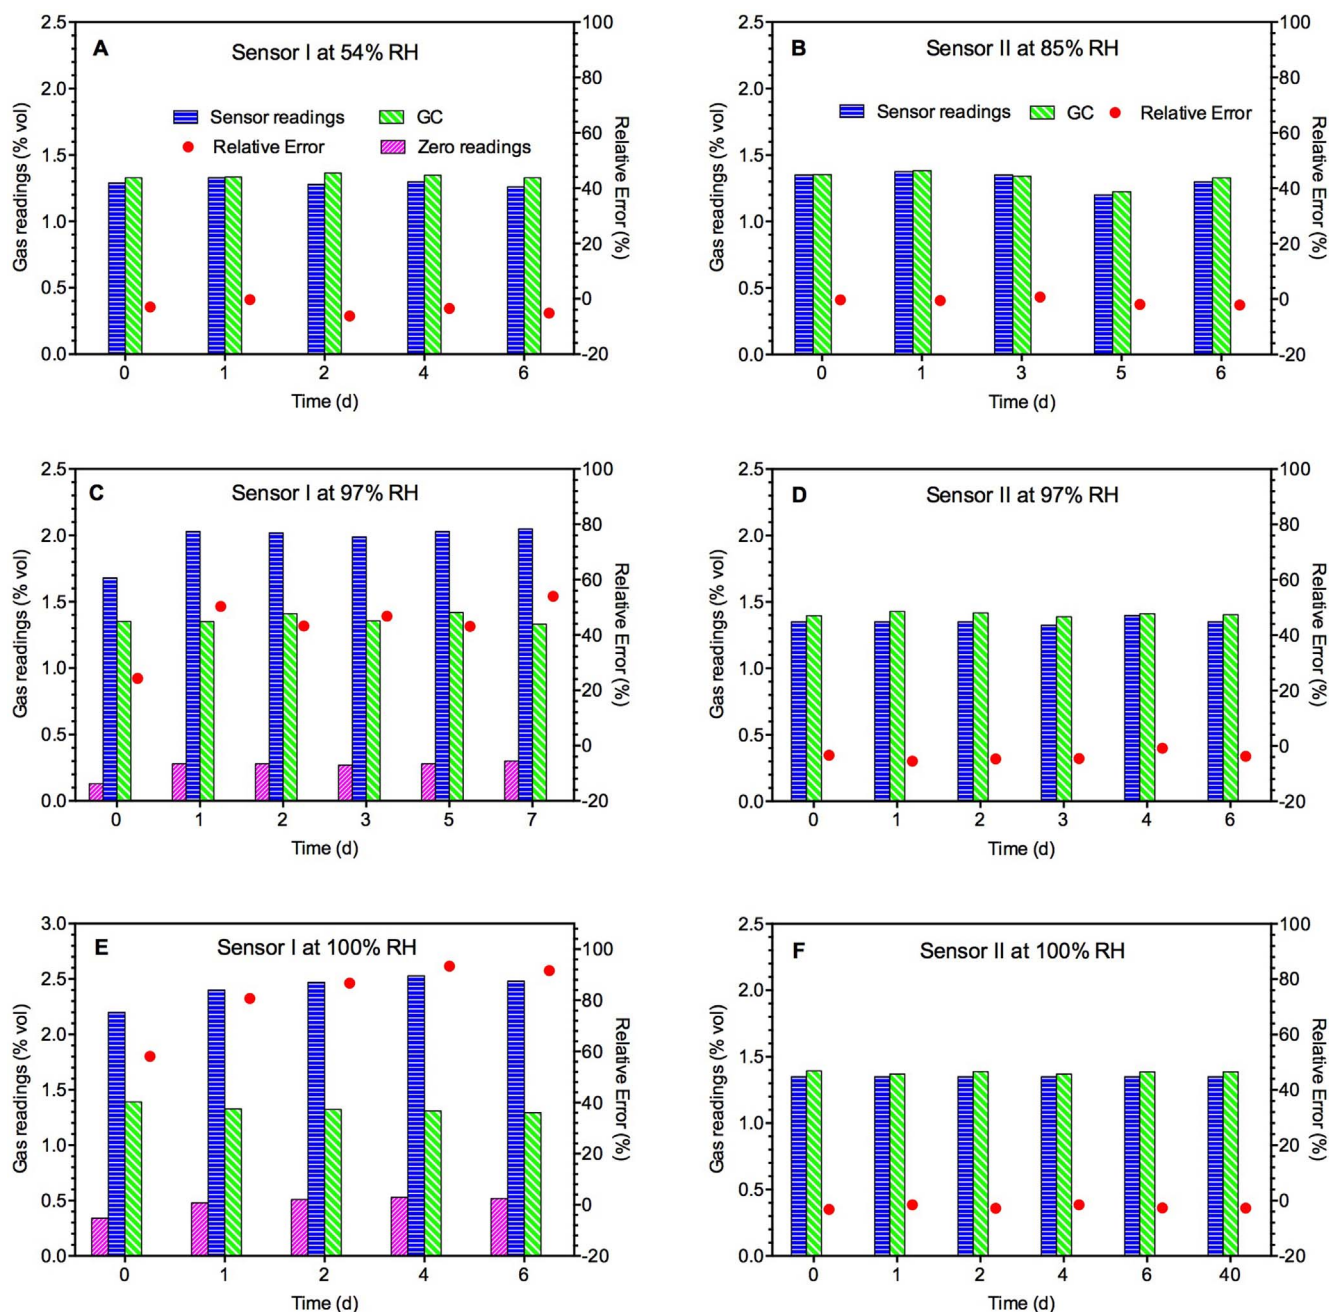 A
Sensor I at 54% RH
Sensor readings
GC
Relative Error
Zero readings
Gas readings (% vol)
2.5
2.0
1.5
1.0
0.5
0.0
100
80
60
40
20
0
-20
Relative Error (%)
0 1 2 4 6
Time (d)
B
Sensor II at 85% RH
Sensor readings
GC
Relative Error
Gas readings (% vol)
2.5
2.0
1.5
1.0
0.5
0.0
100
80
60
40
20
0
-20
Relative Error (%)
0 1 3 5 6
Time (d)
C
Sensor I at 97% RH
Gas readings (% vol)
2.5
2.0
1.5
1.0
0.5
0.0
100
80
60
40
20
0
-20
Relative Error (%)
0 1 2 3 5 7
Time (d)
D
Sensor II at 97% RH
Gas readings (% vol)
2.5
2.0
1.5
1.0
0.5
0.0
100
80
60
40
20
0
-20
Relative Error (%)
0 1 2 3 4 6
Time (d)
E
Sensor I at 100% RH
Gas readings (% vol)
3.0
2.5
2.0
1.5
1.0
0.5
0.0
100
80
60
40
20
0
-20
Relative Error (%)
0 1 2 4 6
Time (d)
F
Sensor II at 100% RH
Gas readings (% vol)
2.5
2.0
1.5
1.0
0.5
0.0
100
80
60
40
20
0
-20
Relative Error (%)
0 1 2 4 6 40
Time (d)